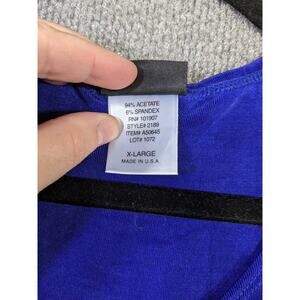 94% ACETATE
6% SPANDEX
RN# 101907
STYLE# 2189
ITEM# A50645
LOT# 1072
X-LARGE
MADE IN U.S.A.